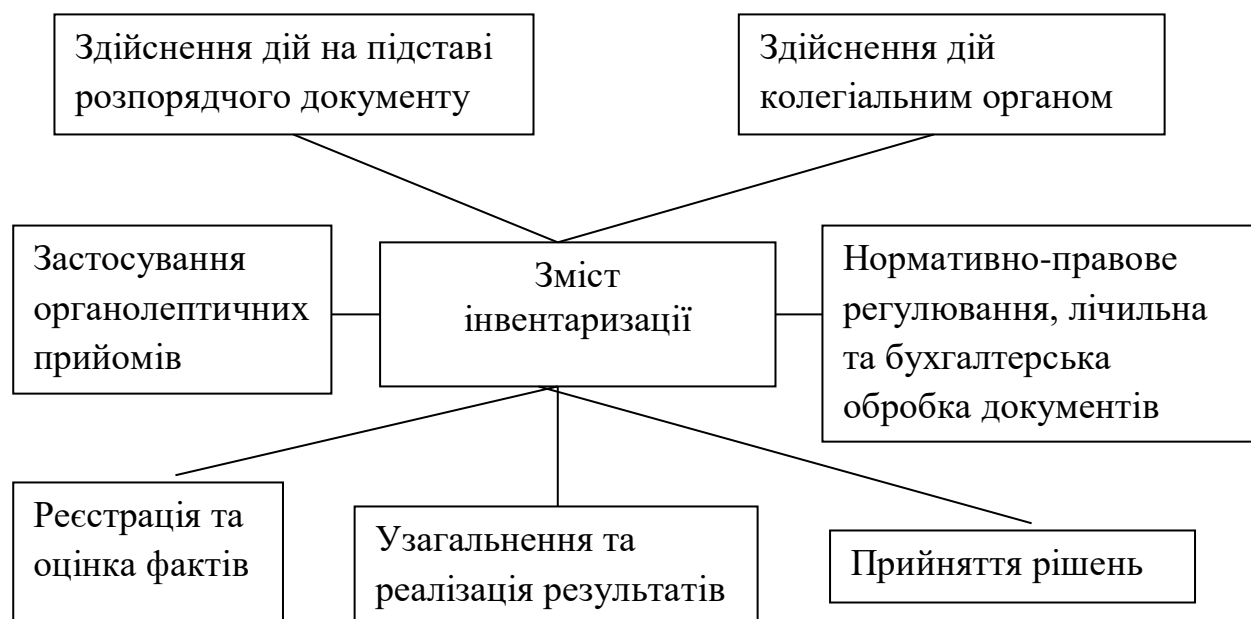 Здійснення дій на підставі
розпорядчого документу
Здійснення дій
колегіальним органом
Застосування
органолептичних
прийомів
Зміст
інвентаризації
Нормативно-правове
регулювання, лічильна
та бухгалтерська
обробка документів
Реєстрація та
оцінка фактів
Узагальнення та
реалізація результатів
Прийняття рішень